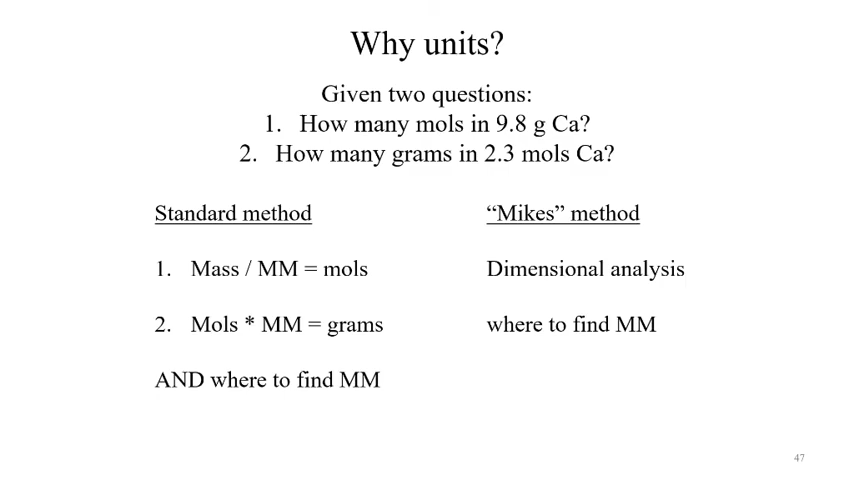 Why units?
Given two questions:
1. How many mols in 9.8 g Ca?
2. How many grams in 2.3 mols Ca?
Standard method
1. Mass / MM = mols
2. Mols * MM = grams
AND where to find MM
“Mikes” method
Dimensional analysis
where to find MM
47